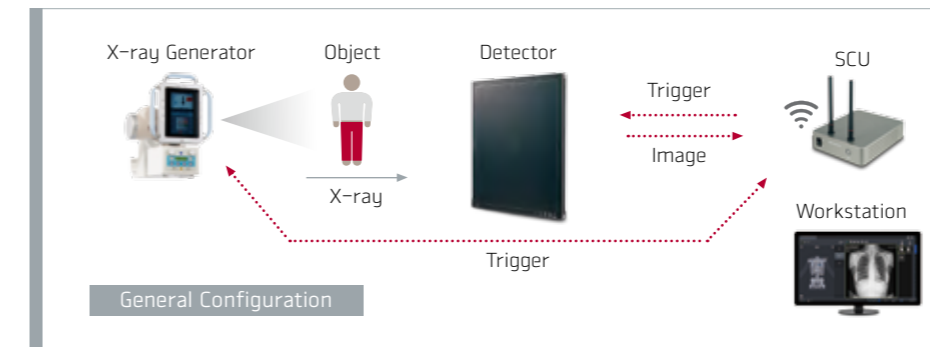 X-ray Generator
Object
Detector
SCU
Trigger
Image
X-ray
Workstation
Trigger
General Configuration